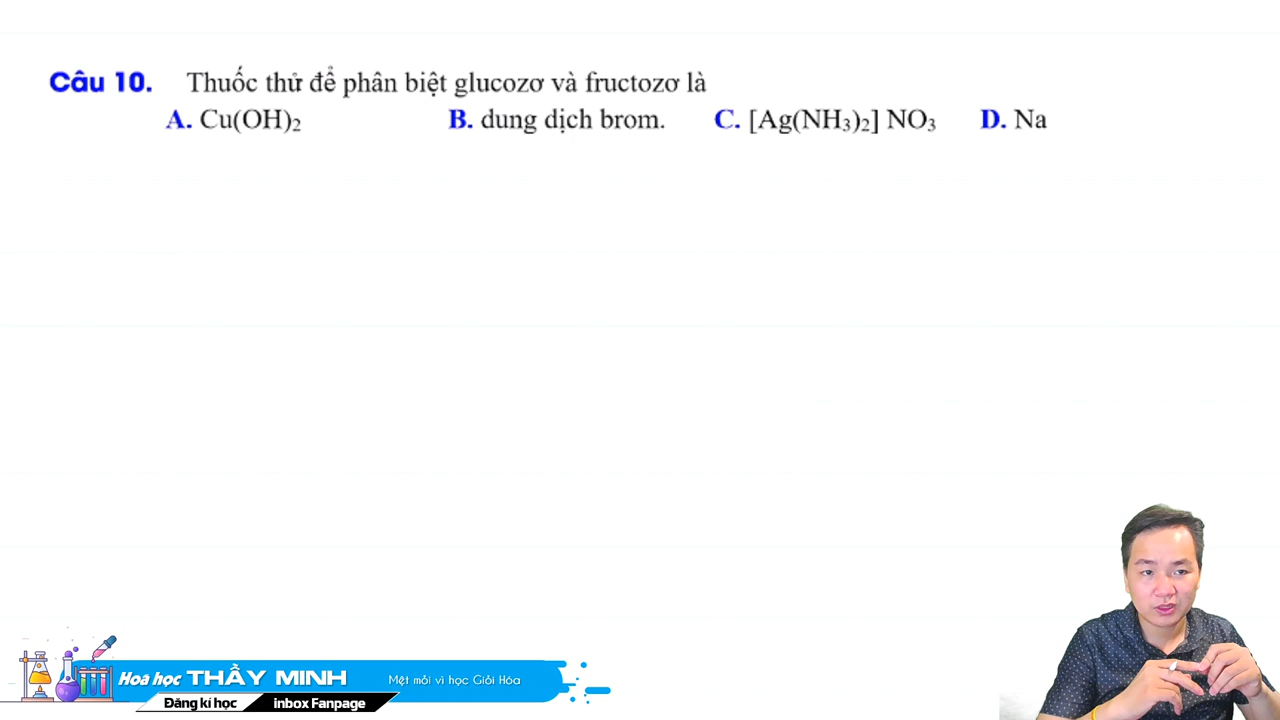 Câu 10. Thuốc thử để phân biệt glucozơ và fructozơ là
A. Cu(OH)₂ B. dung dịch brom. C. [Ag(NH₃)₂] NO₃ D. Na
Hoá học THẦY MINH Mệt mỏi vì học Giỏi Hóa
Đăng kí học inbox Fanpage